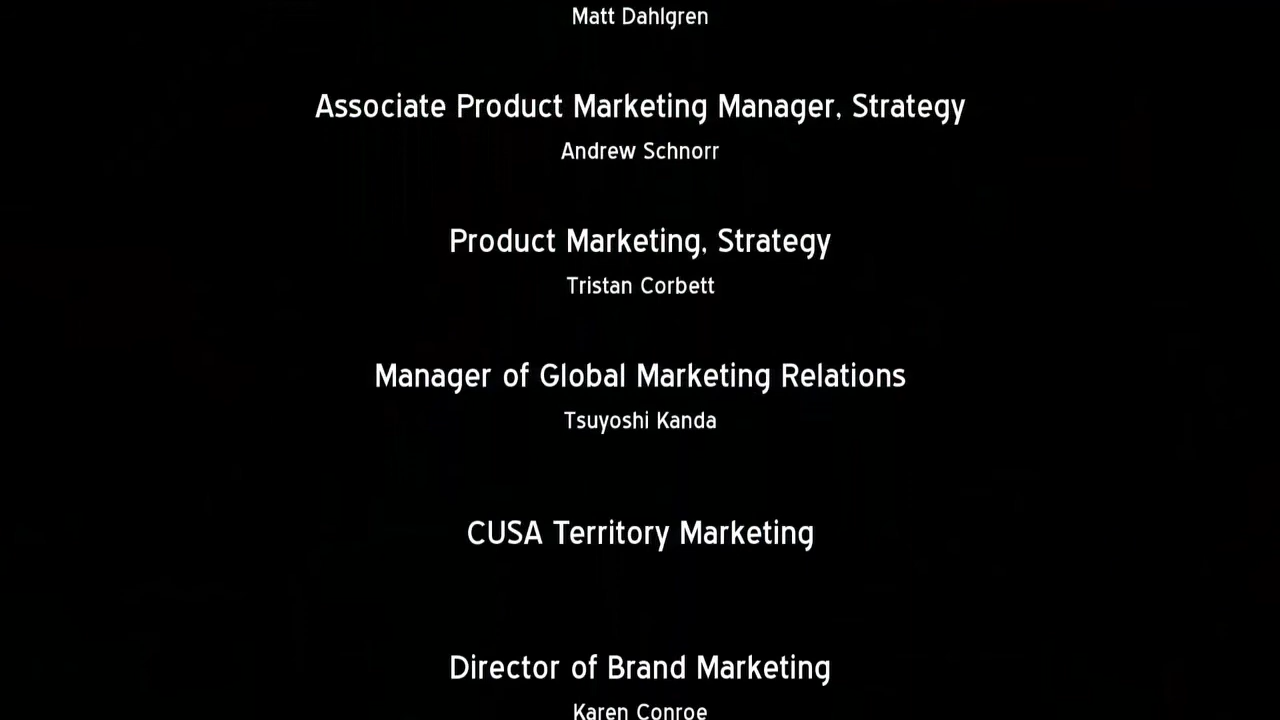 Matt Dahlgren
Associate Product Marketing Manager, Strategy
Andrew Schnorr
Product Marketing, Strategy
Tristan Corbett
Manager of Global Marketing Relations
Tsuyoshi Kanda
CUSA Territory Marketing
Director of Brand Marketing
Karen Conroe